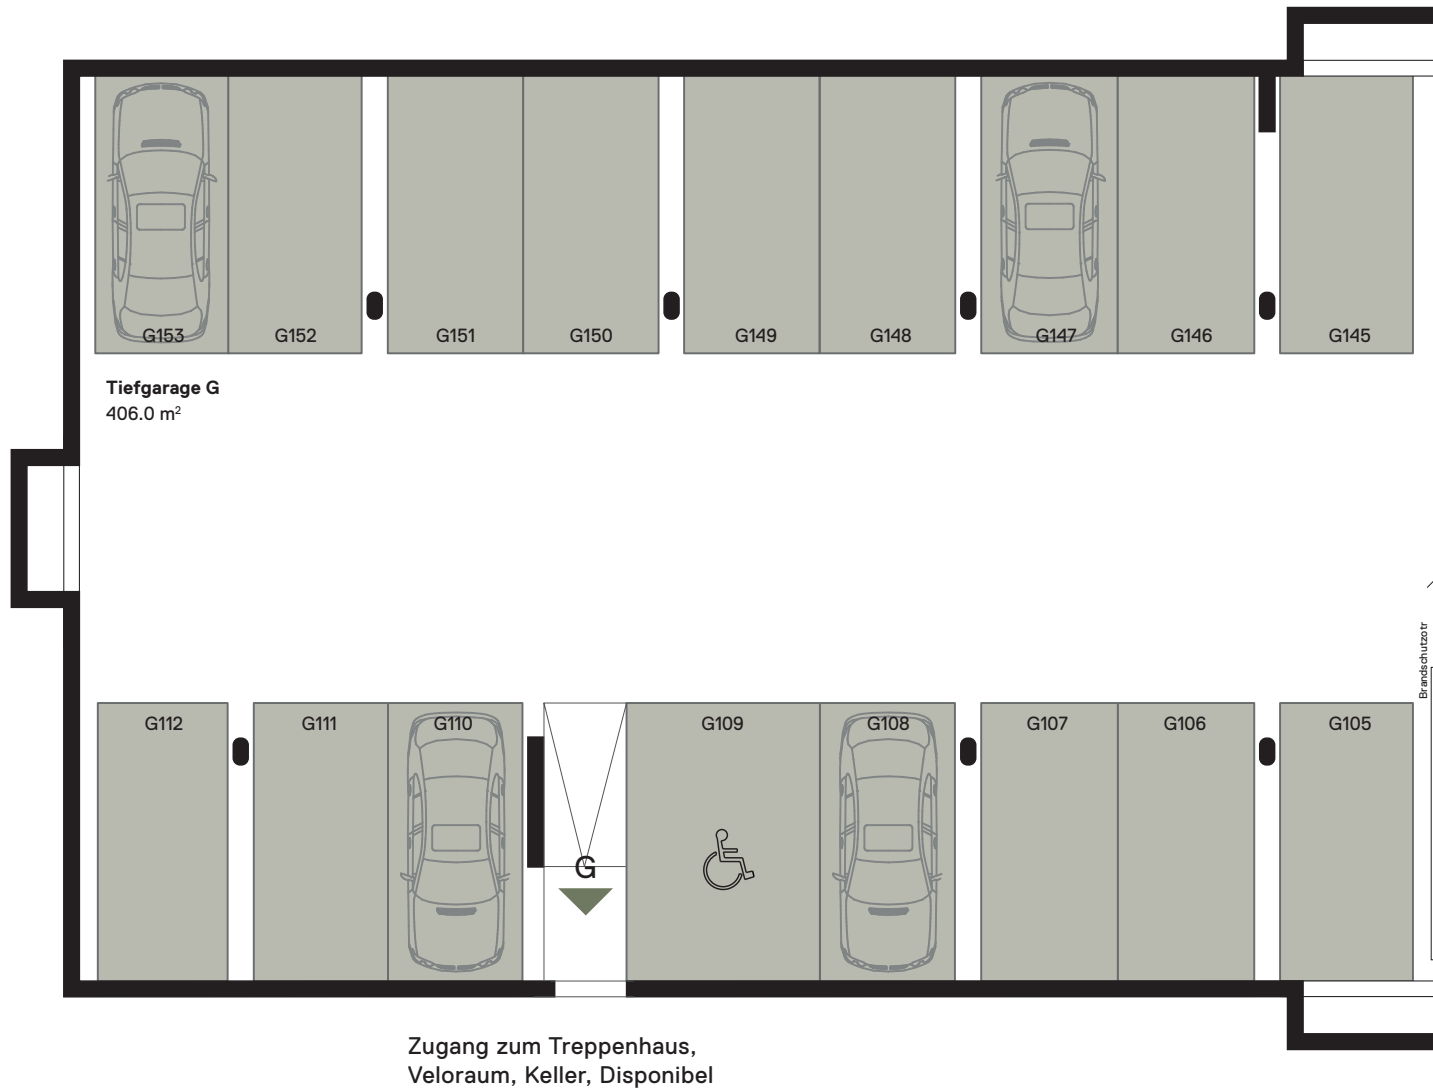 G153 G152 G151 G150 G149 G148 G147 G146 G145
Tiefgarage G
406.0 m²
Brandschutzotr
G112 G111 G110 G109 G108 G107 G106 G105
G
Zugang zum Treppenhaus,
Veloraum, Keller, Disponibel